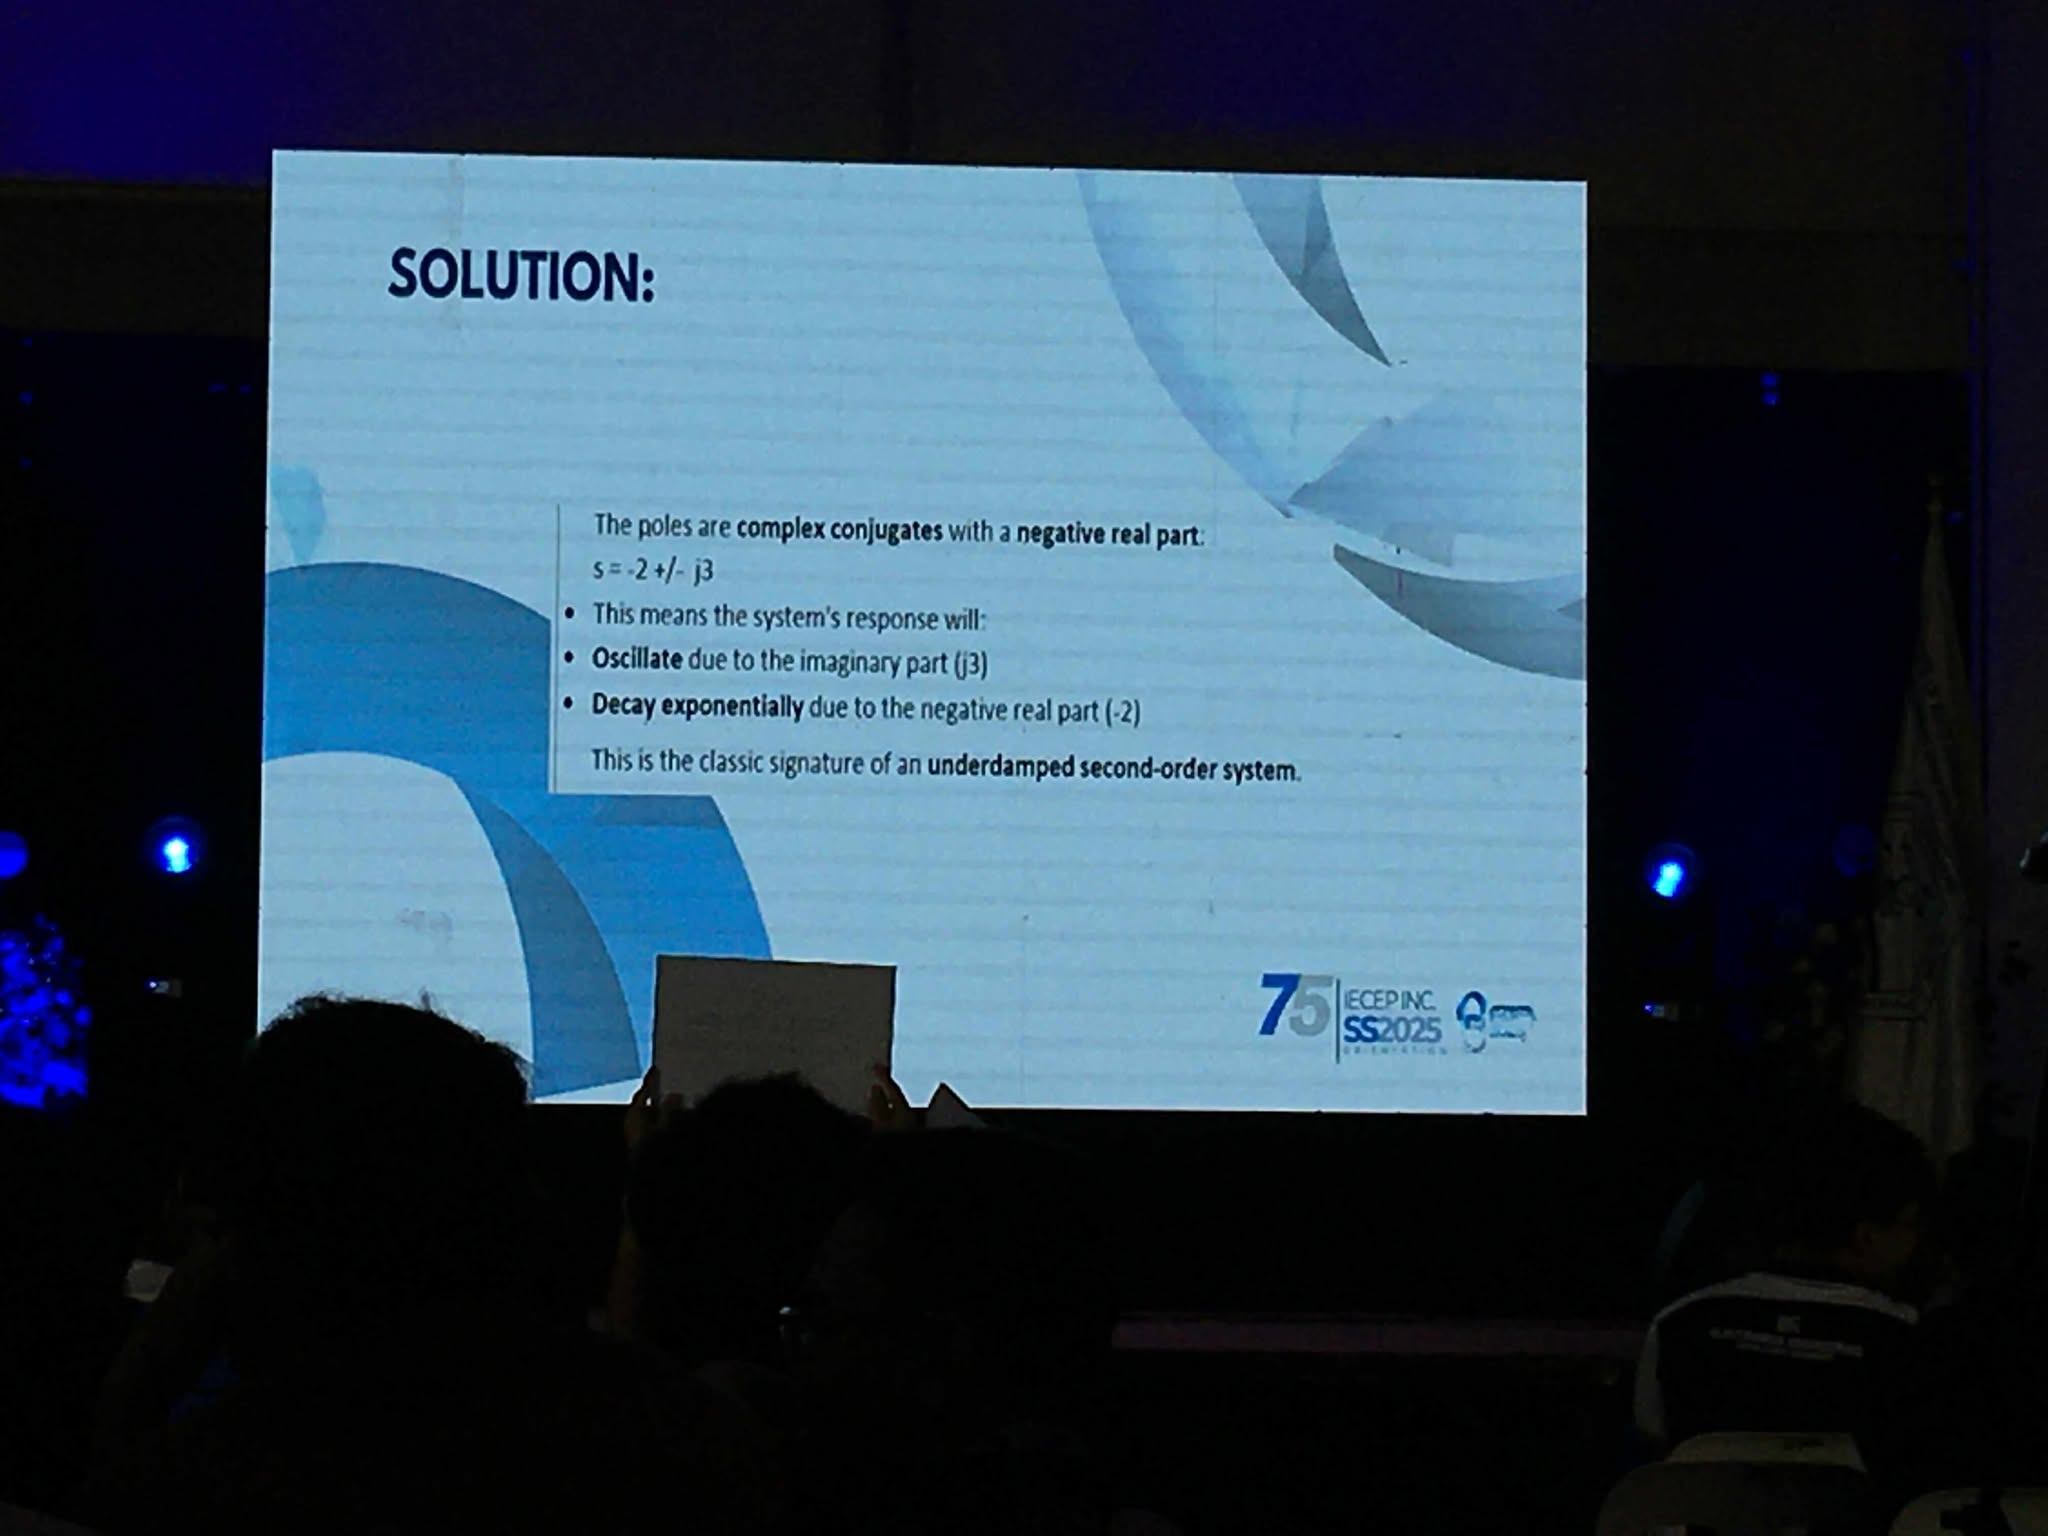 SOLUTION:
The poles are complex conjugates with a negative real part:
s = -2 +/- j3
• This means the system's response will:
• Oscillate due to the imaginary part (j3)
• Decay exponentially due to the negative real part (-2)
This is the classic signature of an underdamped second-order system.
75
IECEP INC.
SS2025